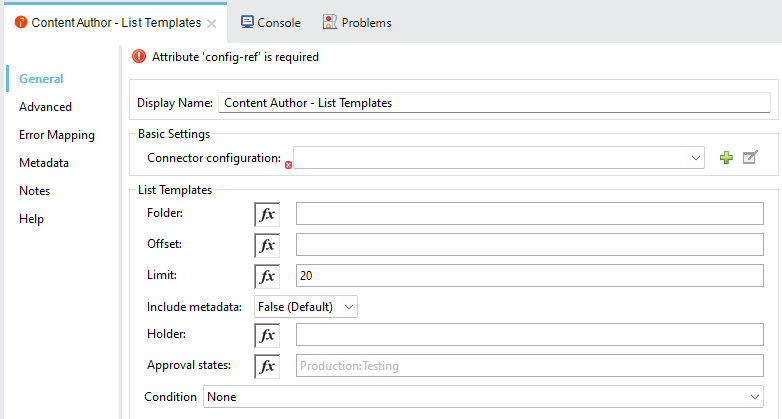 Content Author - List Templates
Console
Problems
General
Advanced
Error Mapping
Metadata
Notes
Help
Attribute 'config-ref' is required
Display Name: Content Author - List Templates
Basic Settings
Connector configuration:
List Templates
Folder: fx
Offset: fx
Limit: fx 20
Include metadata: False (Default)
Holder: fx
Approval states: fx Production:Testing
Condition None